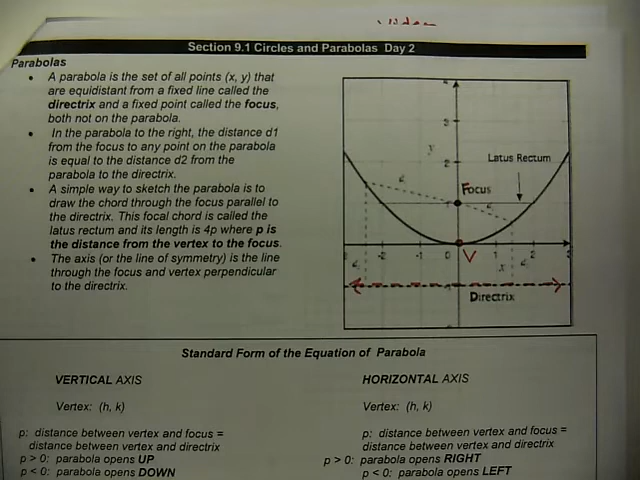 Section 9.1 Circles and Parabolas Day 2
Parabolas
• A parabola is the set of all points (x, y) that
are equidistant from a fixed line called the
directrix and a fixed point called the focus,
both not on the parabola.
• In the parabola to the right, the distance d1
from the focus to any point on the parabola
is equal to the distance d2 from the
parabola to the directrix.
• A simple way to sketch the parabola is to
draw the chord through the focus parallel to
the directrix. This focal chord is called the
latus rectum and its length is 4p where p is
the distance from the vertex to the focus.
• The axis (or the line of symmetry) is the line
through the focus and vertex perpendicular
to the directrix.
3
y
2
Latus Rectum
Focus
-2
-1
0
1
2
V
x
Directrix
Standard Form of the Equation of Parabola
VERTICAL AXIS
Vertex: (h, k)
p: distance between vertex and focus =
distance between vertex and directrix
p > 0: parabola opens UP
p < 0: parabola opens DOWN
HORIZONTAL AXIS
Vertex: (h, k)
p: distance between vertex and focus =
distance between vertex and directrix
p > 0: parabola opens RIGHT
p < 0: parabola opens LEFT